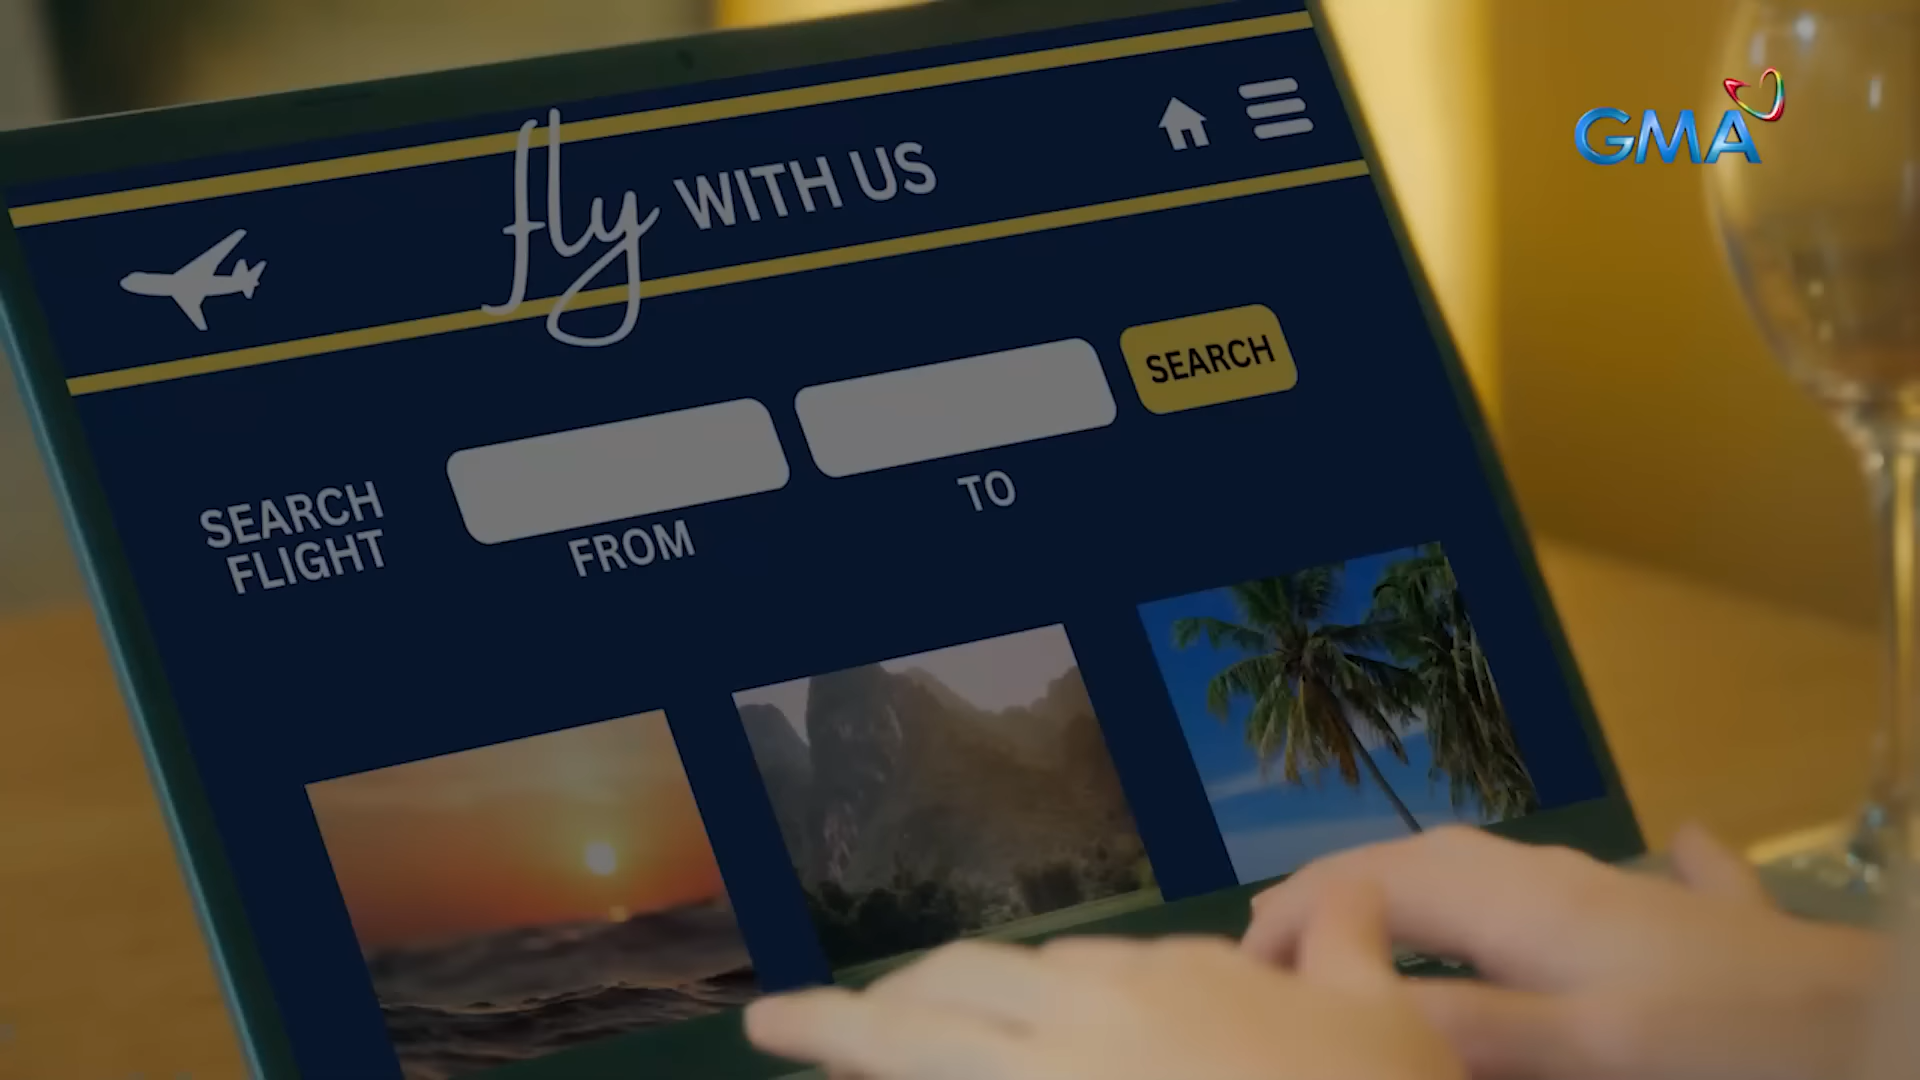 GMA
fly WITH US
SEARCH
SEARCH
FLIGHT
FROM
TO